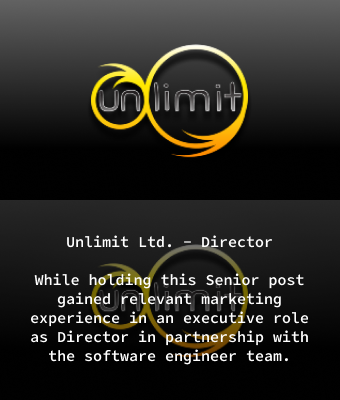 unlimit
Unlimit Ltd. - Director
While holding this Senior post
gained relevant marketing
experience in an executive role
as Director in partnership with
the software engineer team.